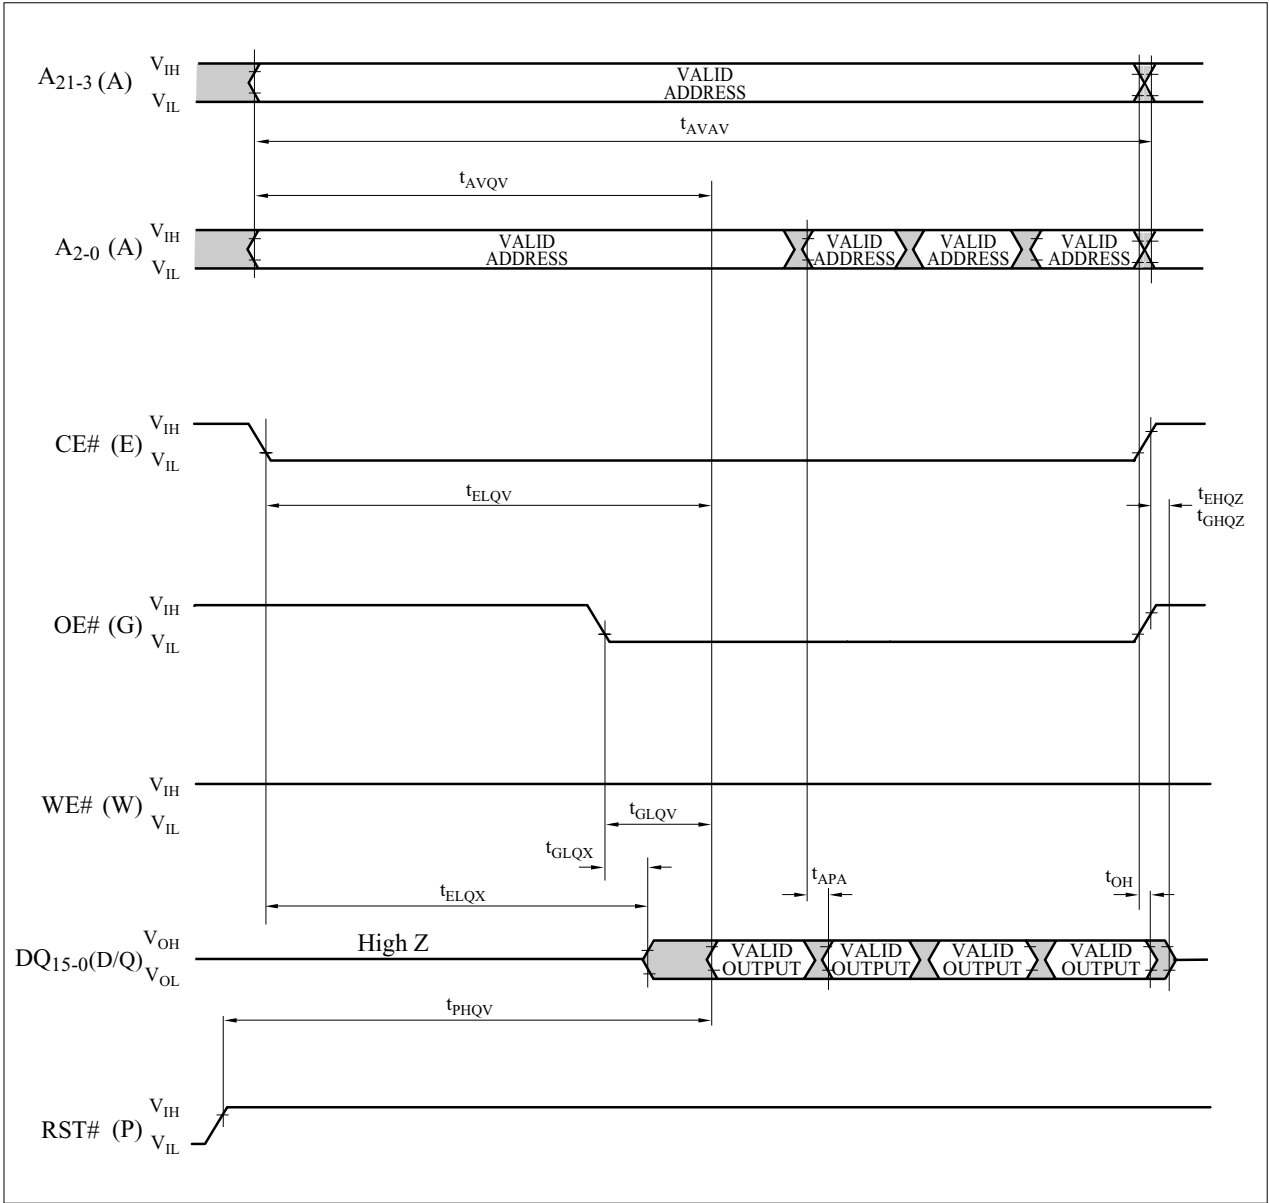 A21-3 (A) VIH VIL
VALID ADDRESS
tAVAV
tAVQV
A2-0 (A) VIH VIL
VALID ADDRESS
VALID ADDRESS
VALID ADDRESS
VALID ADDRESS
CE# (E) VIH VIL
tELQV
tEHQZ
tGHQZ
OE# (G) VIH VIL
WE# (W) VIH VIL
tGLQV
tGLQX
tELQX
tAPA
tOH
DQ15-0(D/Q) VOH VOL
High Z
VALID OUTPUT
VALID OUTPUT
VALID OUTPUT
VALID OUTPUT
tPHQV
RST# (P) VIH VIL